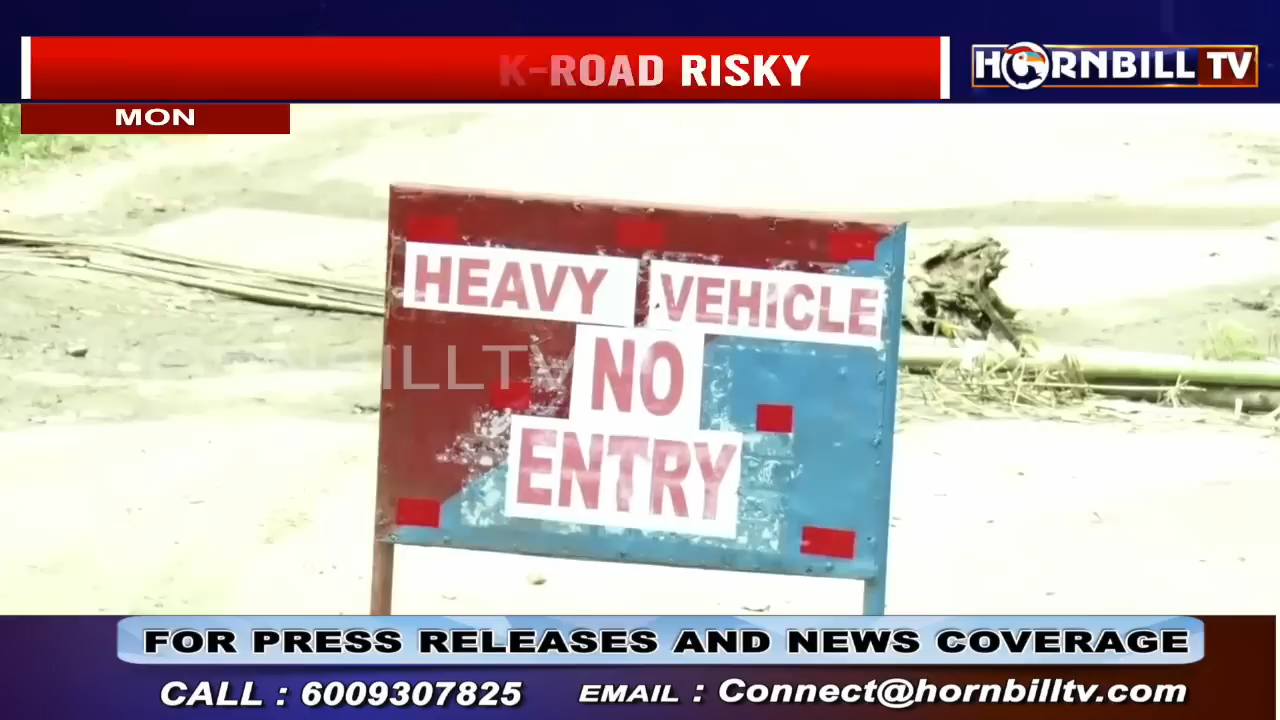 K-ROAD RISKY
HORNBILL TV
MON
HEAVY VEHICLE
NO
ENTRY
HORNBILLTV
FOR PRESS RELEASES AND NEWS COVERAGE
CALL : 6009307825 EMAIL : Connect@hornbilltv.com